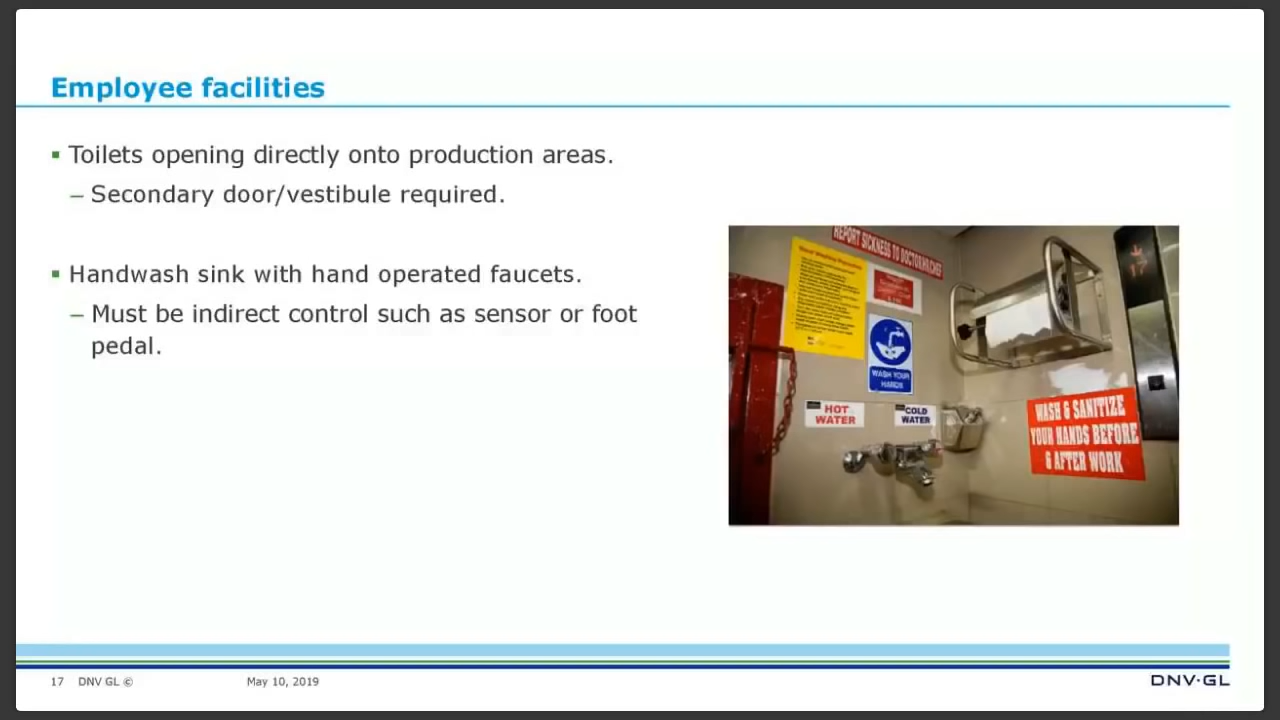 Employee facilities
Toilets opening directly onto production areas.
– Secondary door/vestibule required.
Handwash sink with hand operated faucets.
– Must be indirect control such as sensor or foot
pedal.
REPORT SICKNESS TO DOCTOR
WASH YOUR
HANDS
HOT
WATER
COLD
WATER
WASH & SANITIZE
YOUR HANDS BEFORE
& AFTER WORK
17 DNV GL © May 10, 2019
DNV·GL